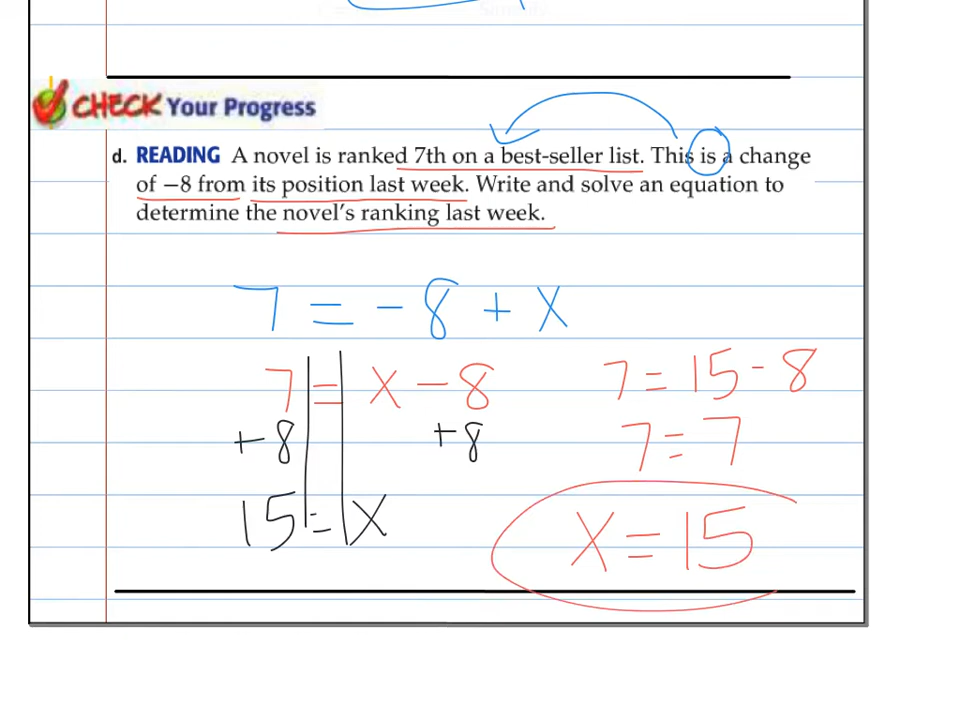 CHECK Your Progress
d. READING A novel is ranked 7th on a best-seller list. This is a change
of −8 from its position last week. Write and solve an equation to
determine the novel's ranking last week.
7 = -8 + x
7 = x - 8
7 = 15 - 8
+8 +8
7 = 7
15 = x
x = 15